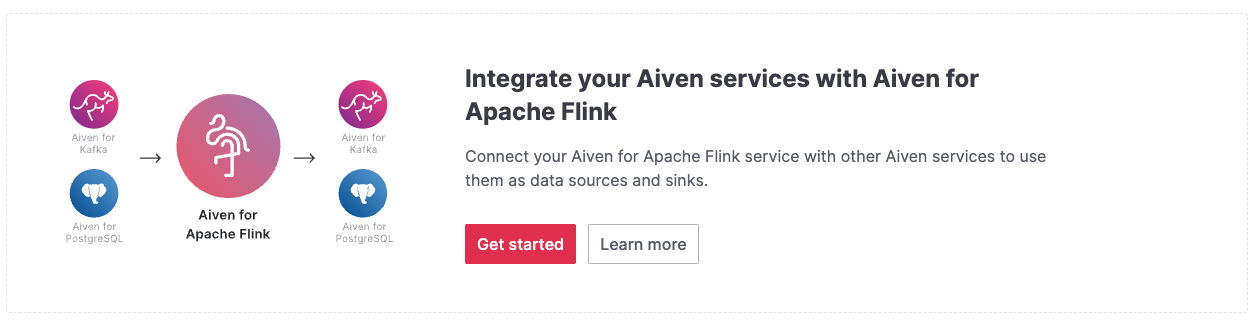 Aiven for
Kafka
Aiven for
PostgreSQL
Aiven for
Apache Flink
Aiven for
Kafka
Aiven for
PostgreSQL
Integrate your Aiven services with Aiven for
Apache Flink
Connect your Aiven for Apache Flink service with other Aiven services to use
them as data sources and sinks.
Get started
Learn more